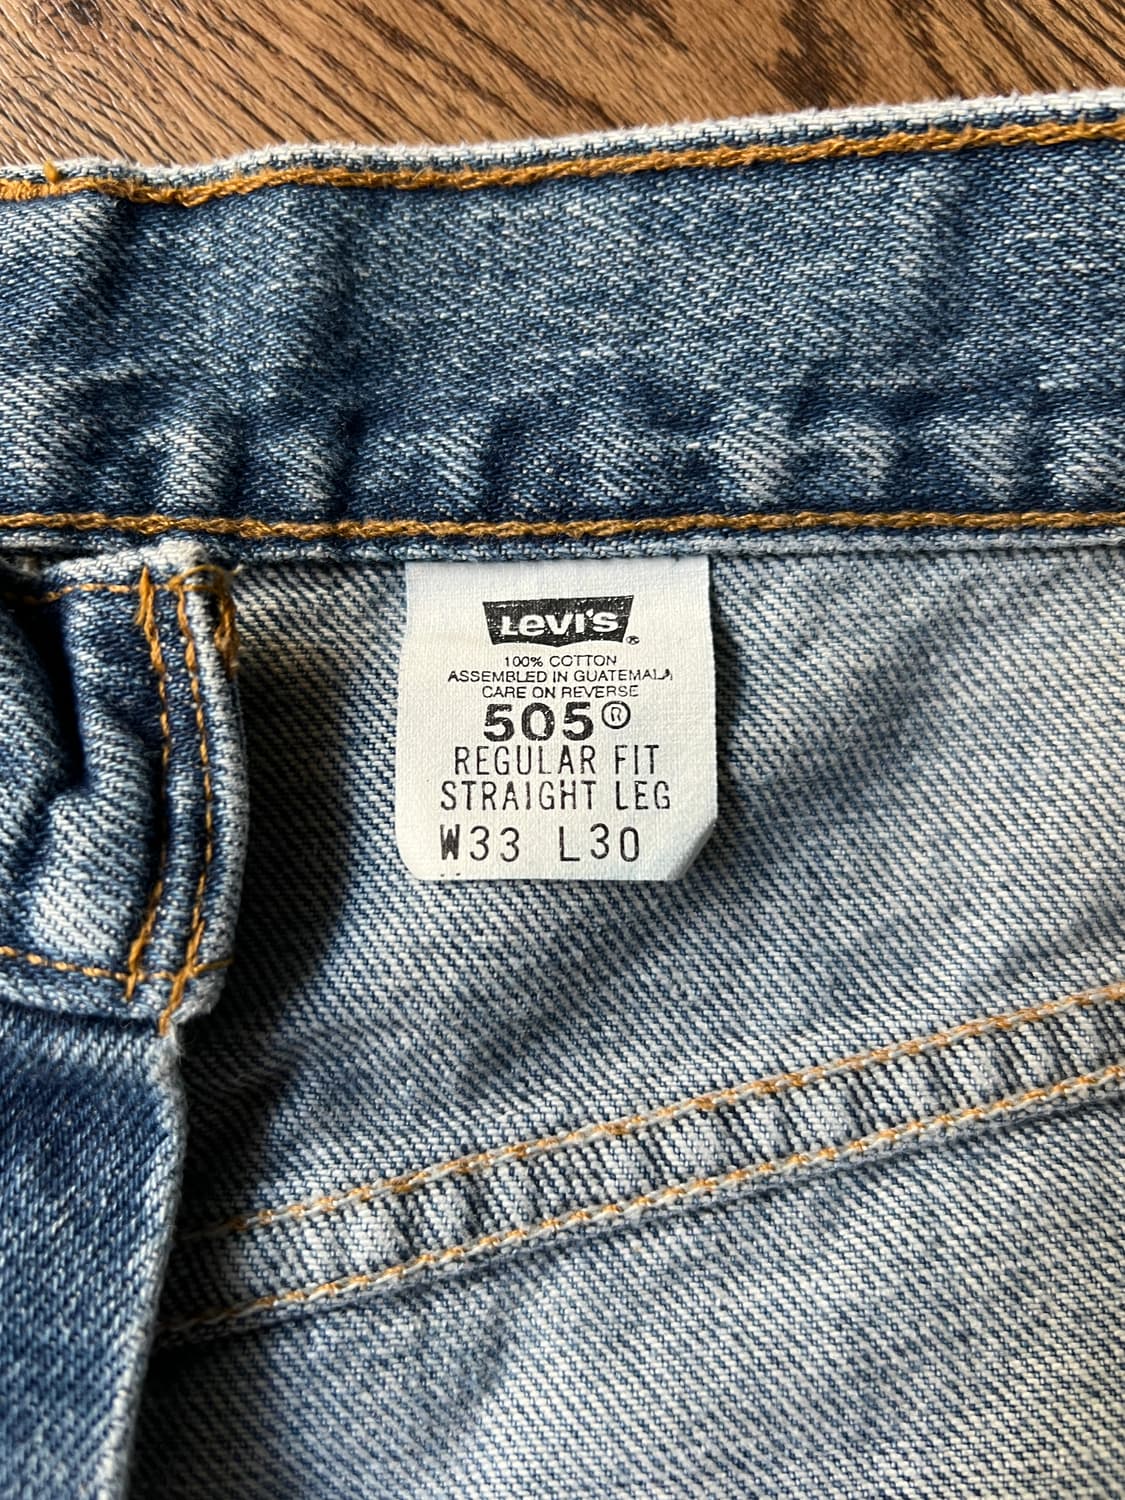 Levi's®
100% COTTON
ASSEMBLED IN GUATEMALA
CARE ON REVERSE
505®
REGULAR FIT
STRAIGHT LEG
W33 L30